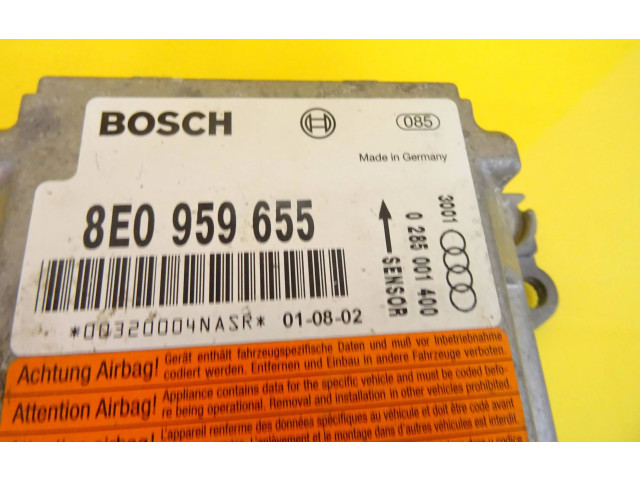 BOSCH
085
Made in Germany
8E0 959 655
SENSOR
0 285 001 400
3001
*00320004NASR* 01-08-02
Achtung Airbag! Gerät enthält fahrzeugspezifische Daten und muß vor Inbetriebnahme
codiert werden. Entfernen und Einbau in andere Fahrzeuge verboten.
Attention Airbag! Appliance contains data for the specific vehicle and must be coded befo-
re being operational. Removal and installation in other vehicles prohibited.
L'appareil renferme des données spécifiques au véhicule et doit être codé avant